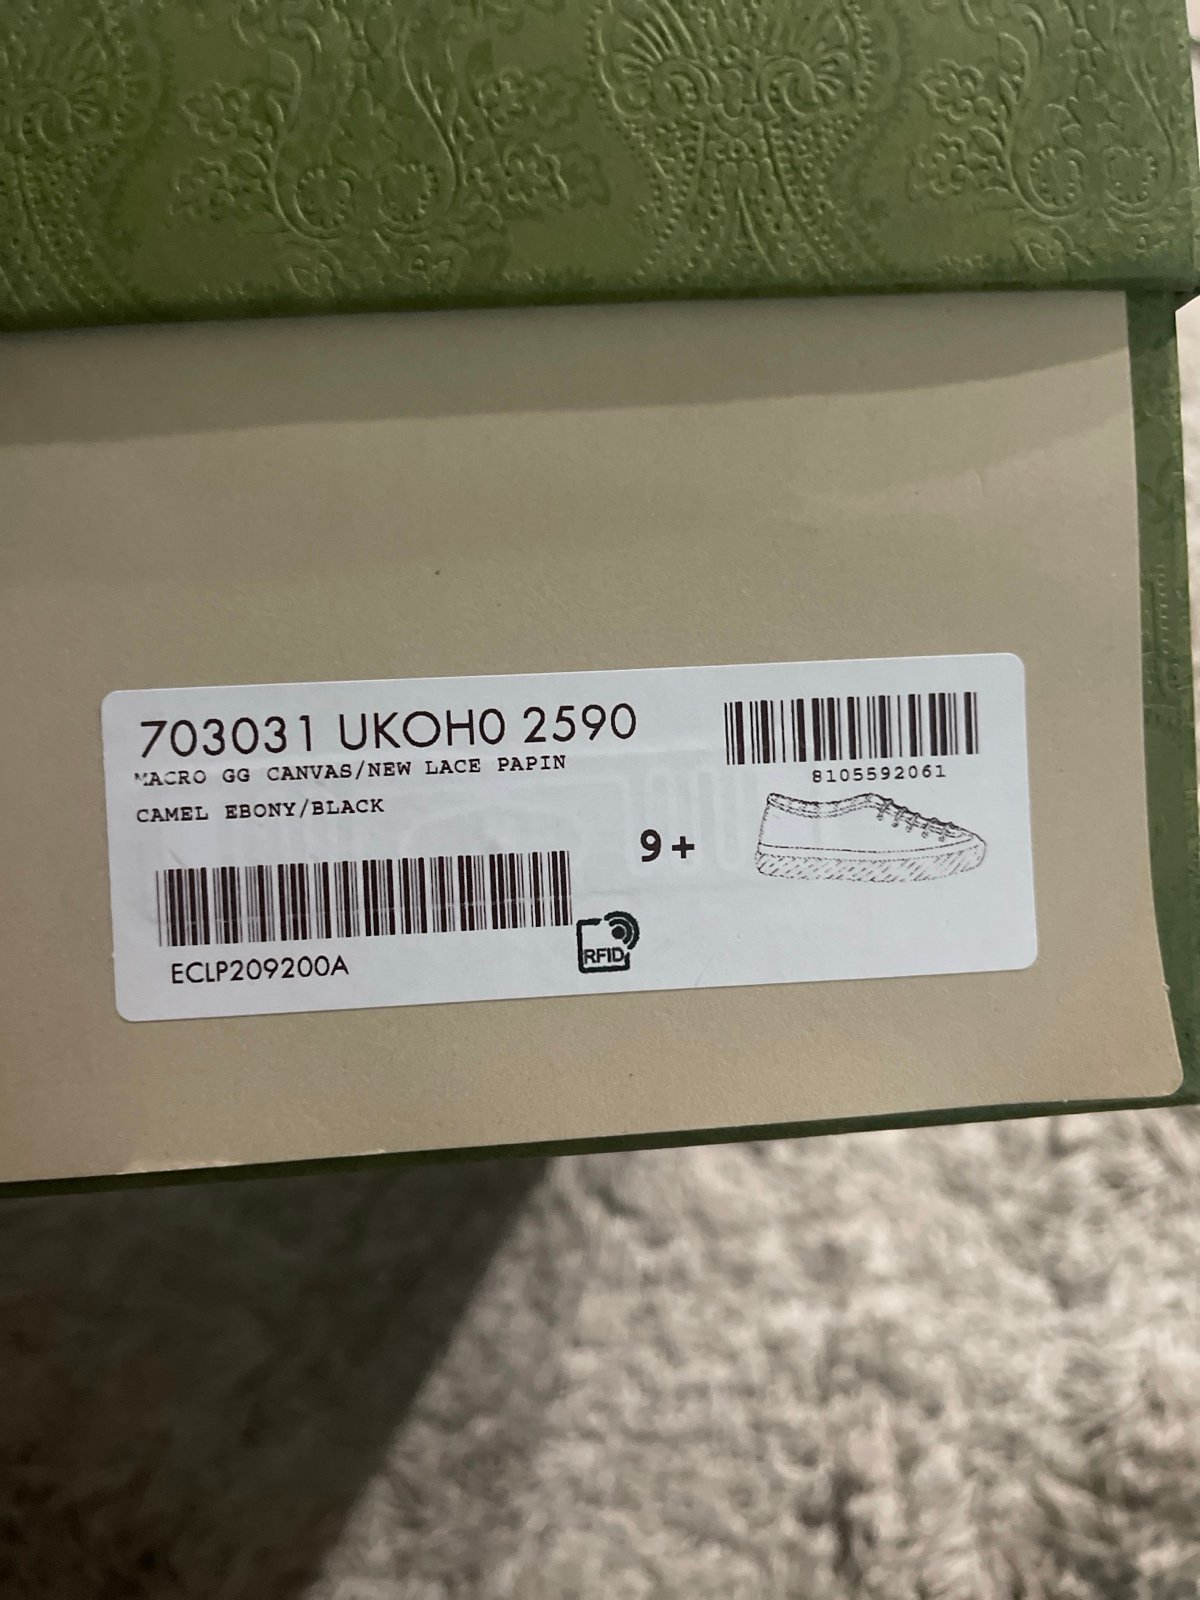 703031 UKOH0 2590
MACRO GG CANVAS/NEW LACE PAPIN
CAMEL EBONY/BLACK
8105592061
9+
RFID
ECLP209200A